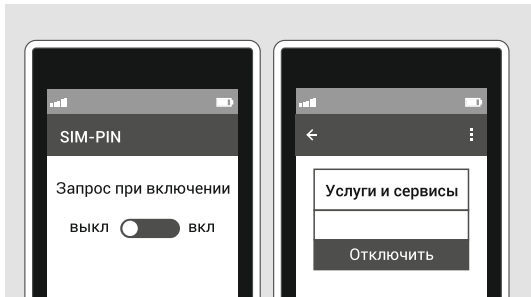 SIM-PIN
Запрос при включении
выкл вкл
Услуги и сервисы
Отключить